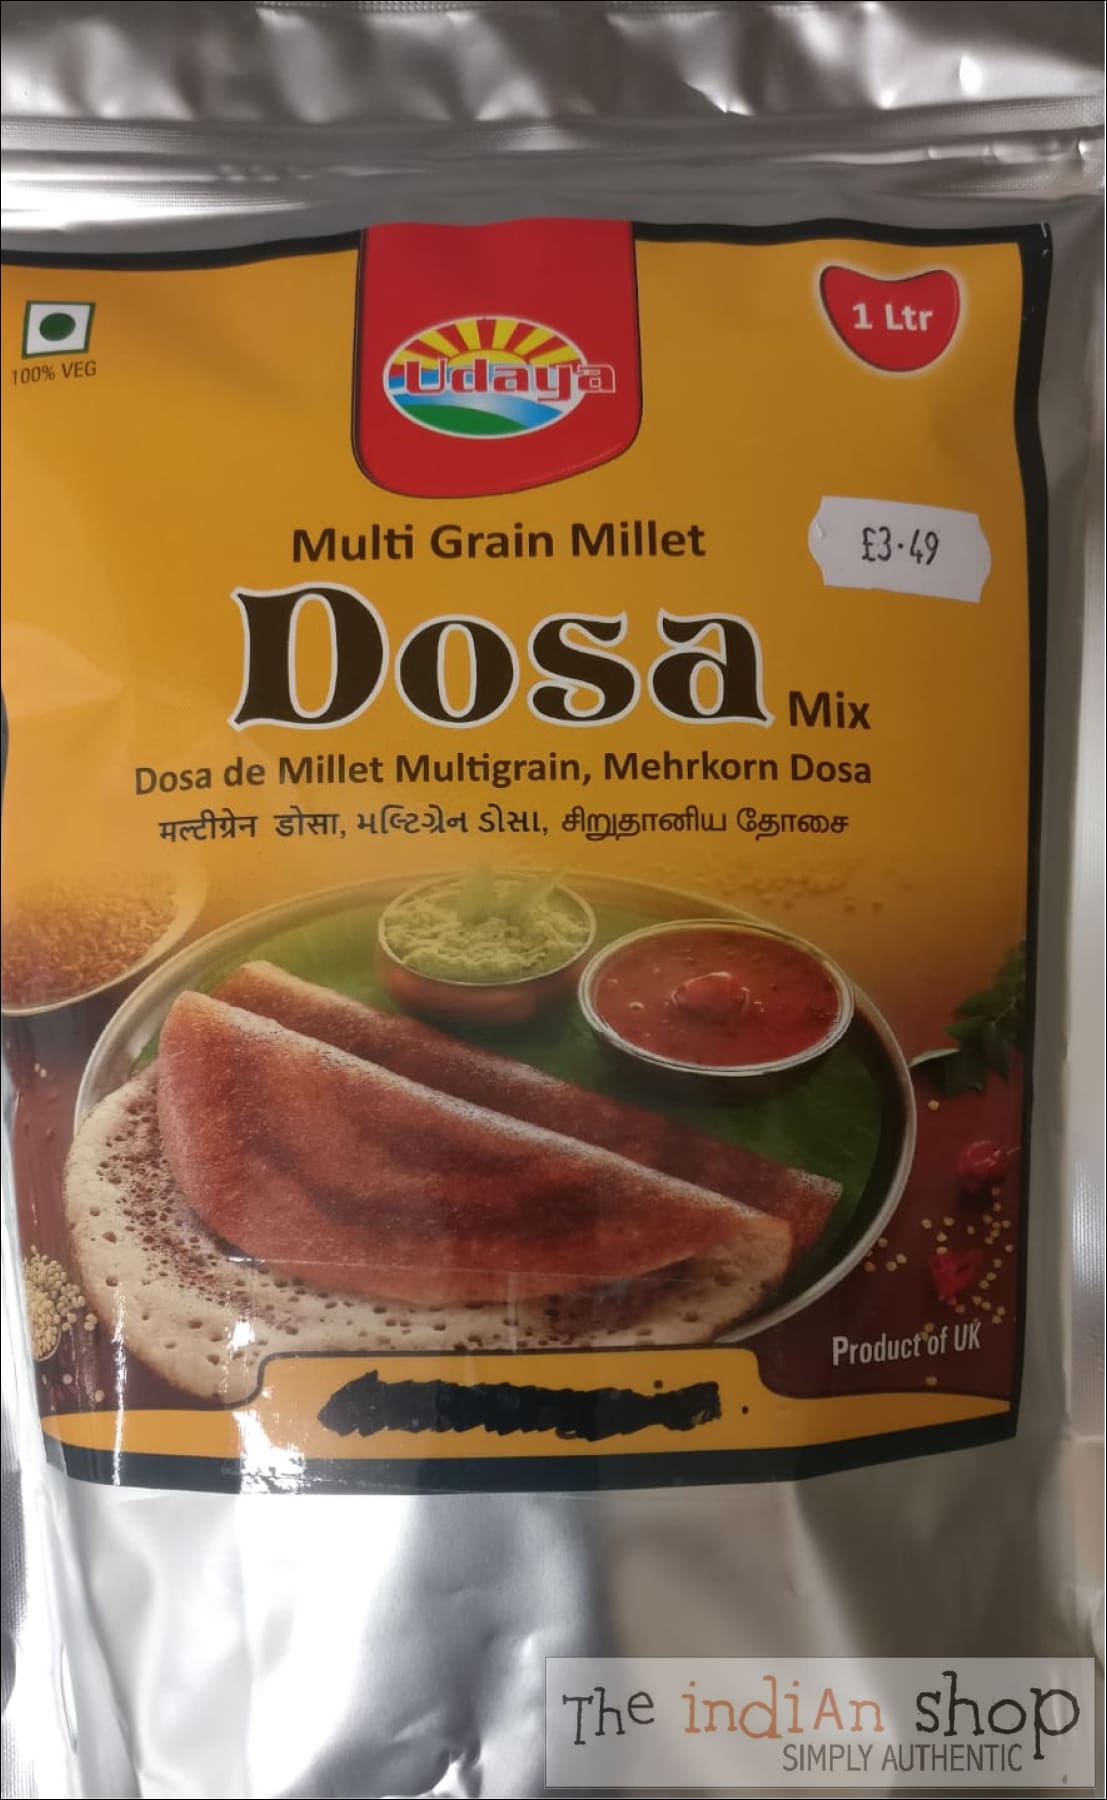 1 Ltr
100% VEG
Udaya
Multi Grain Millet
£3.49
Dosa
Mix
Dosa de Millet Multigrain, Mehrkorn Dosa
मल्टीग्रेन डोसा, મલ્ટિગ્રેન ડોસા, சிறுதானிய தோசை
Product of UK
The indiAn shop
SIMPLY AUTHENTIC